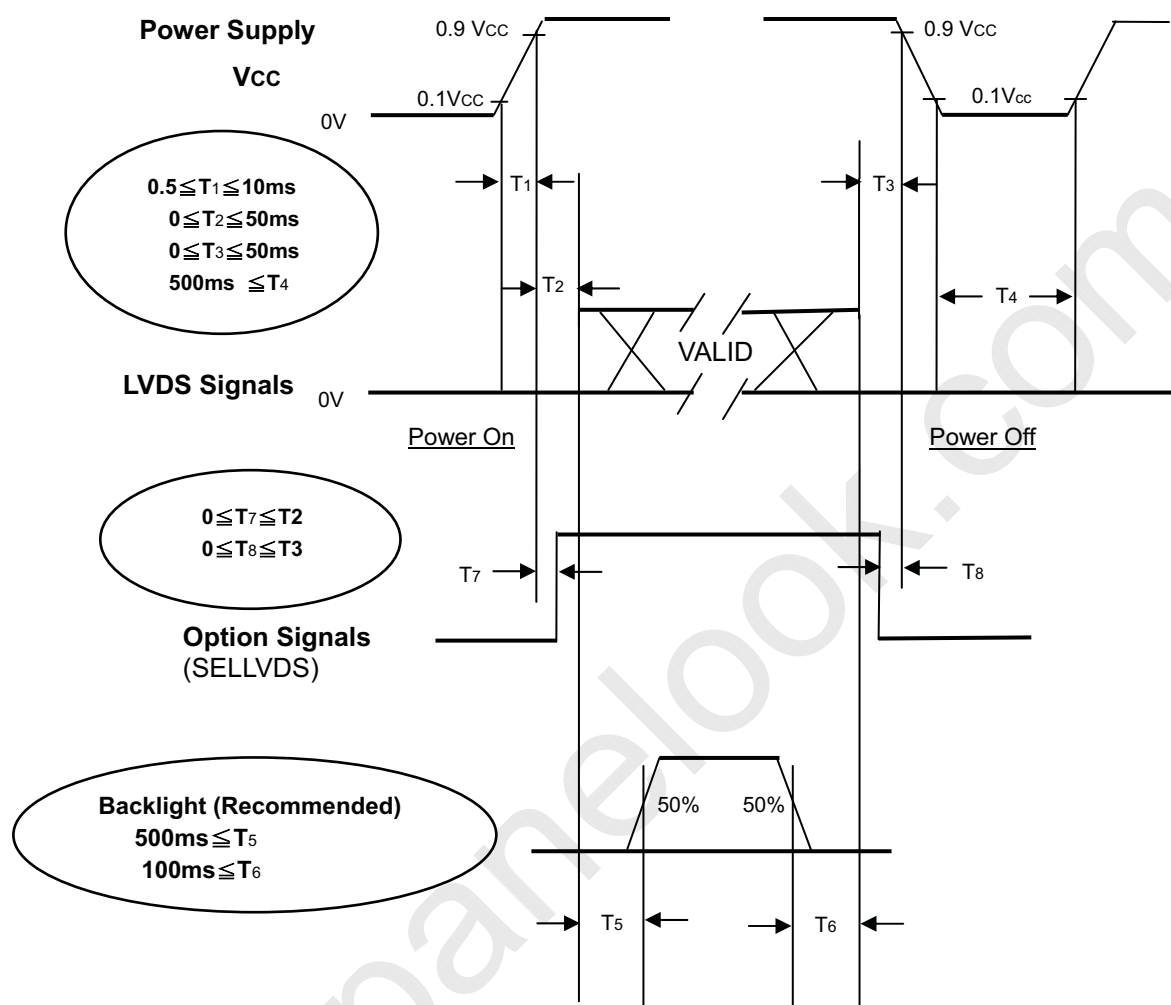 Power Supply
VCC
0.9 VCC
0.9 VCC
0.1VCC
0.1Vcc
0V
0.5≦T1≦10ms
0≦T2≦50ms
0≦T3≦50ms
500ms ≦T4
T1
T3
T2
T4
VALID
LVDS Signals
0V
Power On
Power Off
0≦T7≦T2
0≦T8≦T3
T7
T8
Option Signals
(SELLVDS)
Backlight (Recommended)
500ms≦T5
100ms≦T6
50%
50%
T5
T6
panelook.com